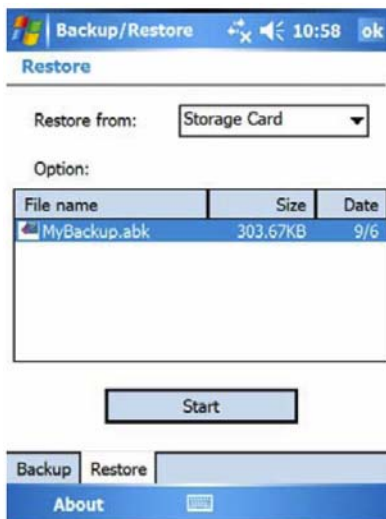 Backup/Restore 10:58 ok
Restore
Restore from: Storage Card
Option:
File name Size Date
MyBackup.abk 303.67KB 9/6
Start
Backup Restore
About